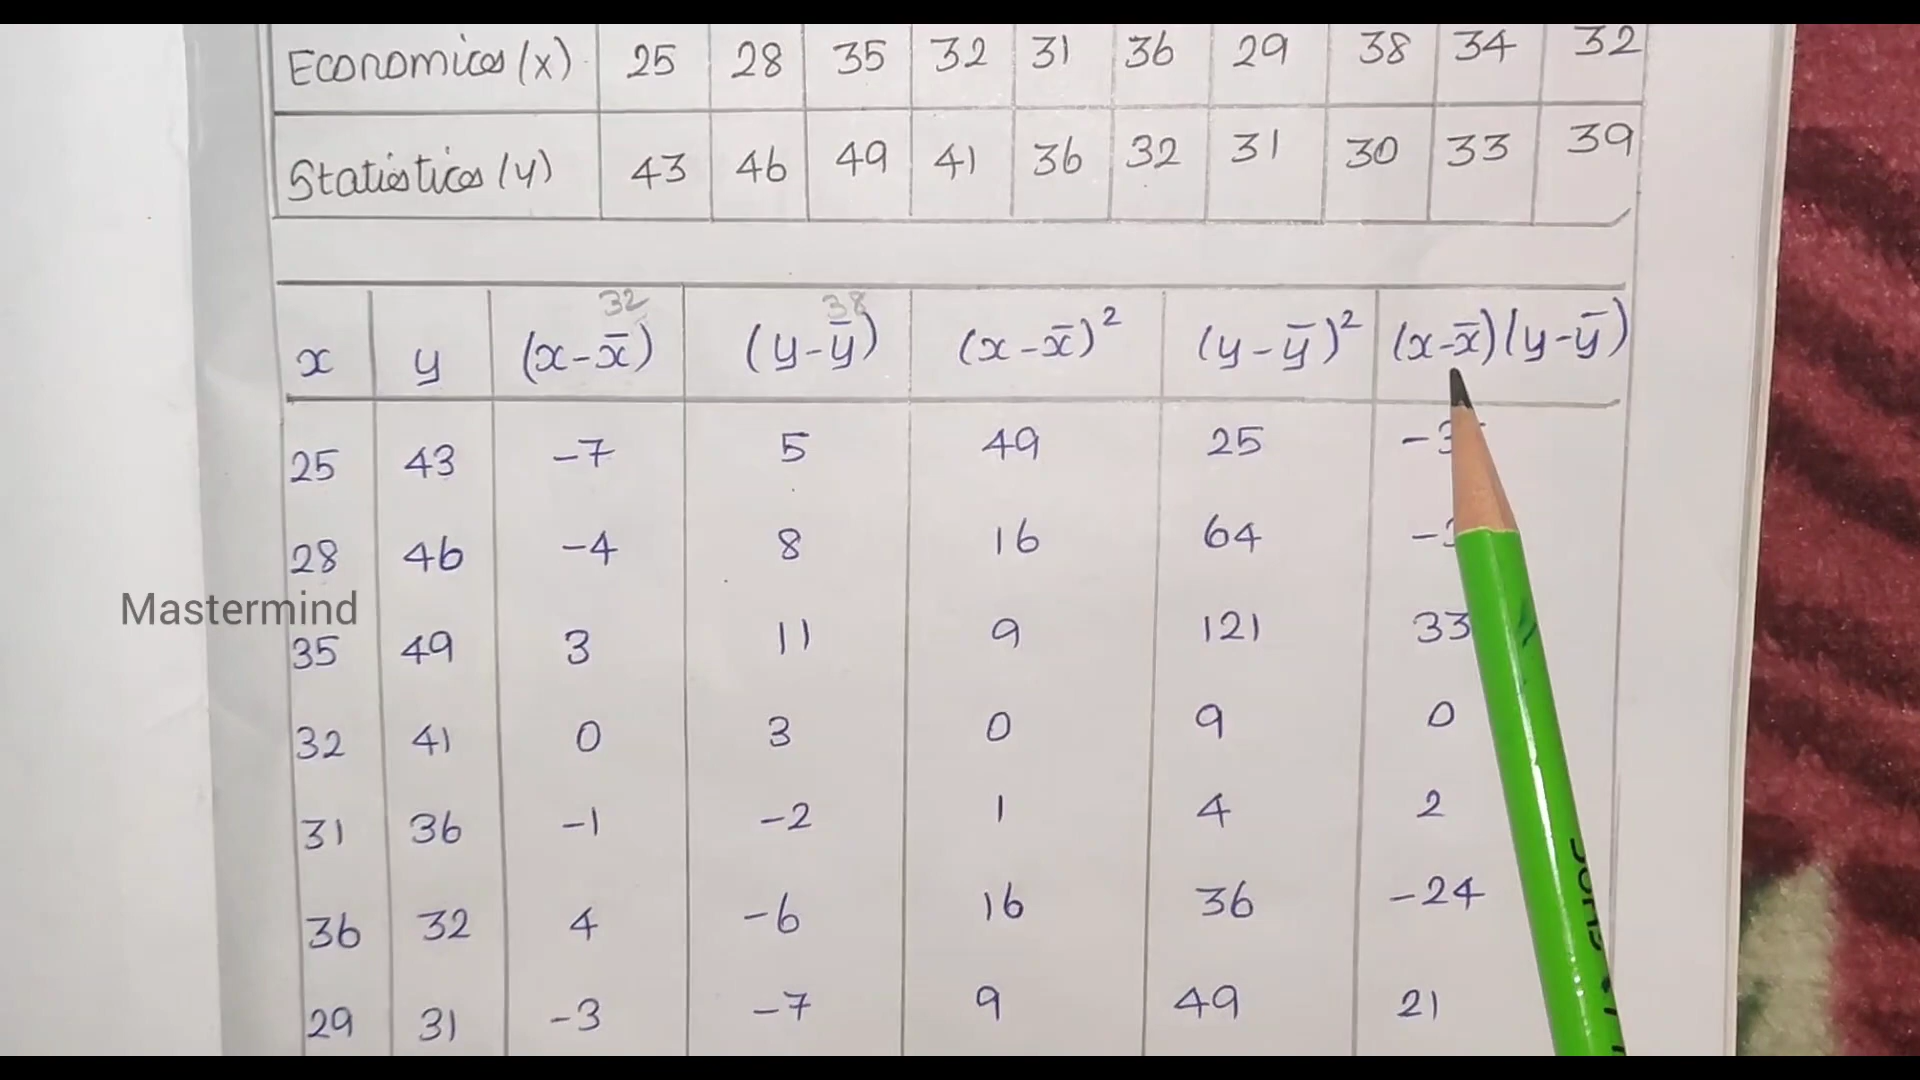 Economics (x) 25 28 35 32 31 36 29 38 34 32
Statistics (y) 43 46 49 41 36 32 31 30 33 39
32 38
x y (x-x̄) (y-ȳ) (x-x̄)² (y-ȳ)² (x-x̄)(y-ȳ)
25 43 -7 5 49 25
28 46 -4 8 16 64
Mastermind
35 49 3 11 9 121 33
32 41 0 3 0 9 0
31 36 -1 -2 1 4 2
36 32 4 -6 16 36 -24
29 31 -3 -7 9 49 21